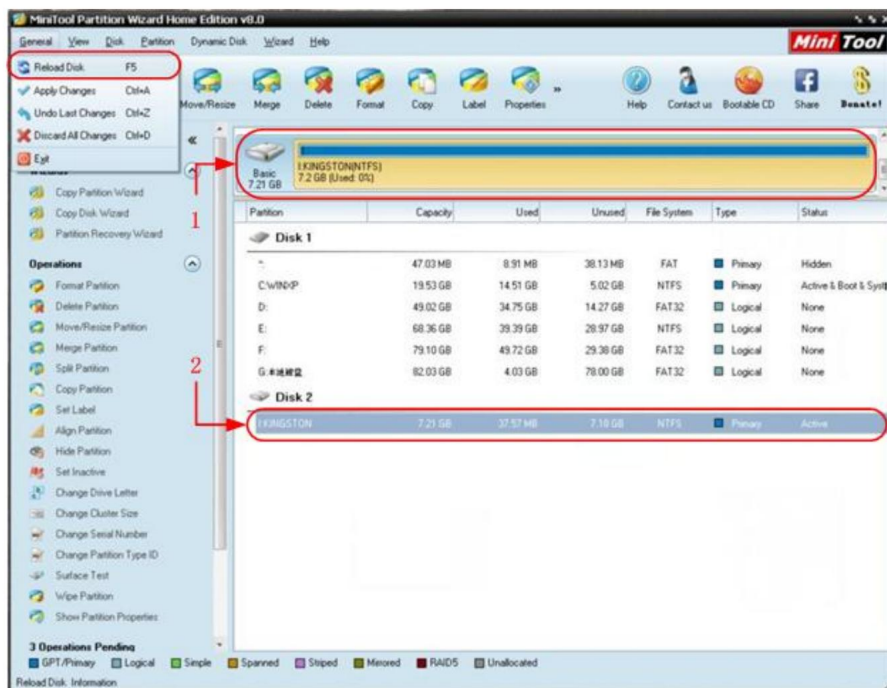 MiniTool Partition Wizard Home Edition v8.0
General View Disk Partition Dynamic Disk Wizard Help
Mini Tool
Reload Disk F5
Apply Changes Ctrl+A
Undo Last Changes Ctrl+Z
Discard All Changes Ctrl+D
Exit
Move/Resize Merge Delete Format Copy Label Properties » Help Contact us Bootable CD Share Donate!
«
Basic
7.21 GB
I:KINGSTON(NTFS)
7.2 GB (Used: 0%)
1
Copy Partition Wizard
Copy Disk Wizard
Partition Recovery Wizard
Operations
Format Partition
Delete Partition
Move/Resize Partition
Merge Partition
Split Partition
Copy Partition
Set Label
Align Partition
Hide Partition
Set Inactive
Change Drive Letter
Change Cluster Size
Change Serial Number
Change Partition Type ID
Surface Test
Wipe Partition
Show Partition Properties
3 Operations Pending
2
Partition Capacity Used Unused File System Type Status
Disk 1
*: 47.03 MB 8.91 MB 38.13 MB FAT Primary Hidden
C:WINXP 19.53 GB 14.51 GB 5.02 GB NTFS Primary Active & Boot & Syst
D: 49.02 GB 34.75 GB 14.27 GB FAT32 Logical None
E: 68.36 GB 39.39 GB 28.97 GB NTFS Logical None
F: 79.10 GB 49.72 GB 29.38 GB FAT32 Logical None
G:本地磁盘 82.03 GB 4.03 GB 78.00 GB FAT32 Logical None
Disk 2
I:KINGSTON 7.21 GB 37.57 MB 7.18 GB NTFS Primary Active
GPT/Primary Logical Simple Spanned Striped Mirrored RAID5 Unallocated
Reload Disk Information